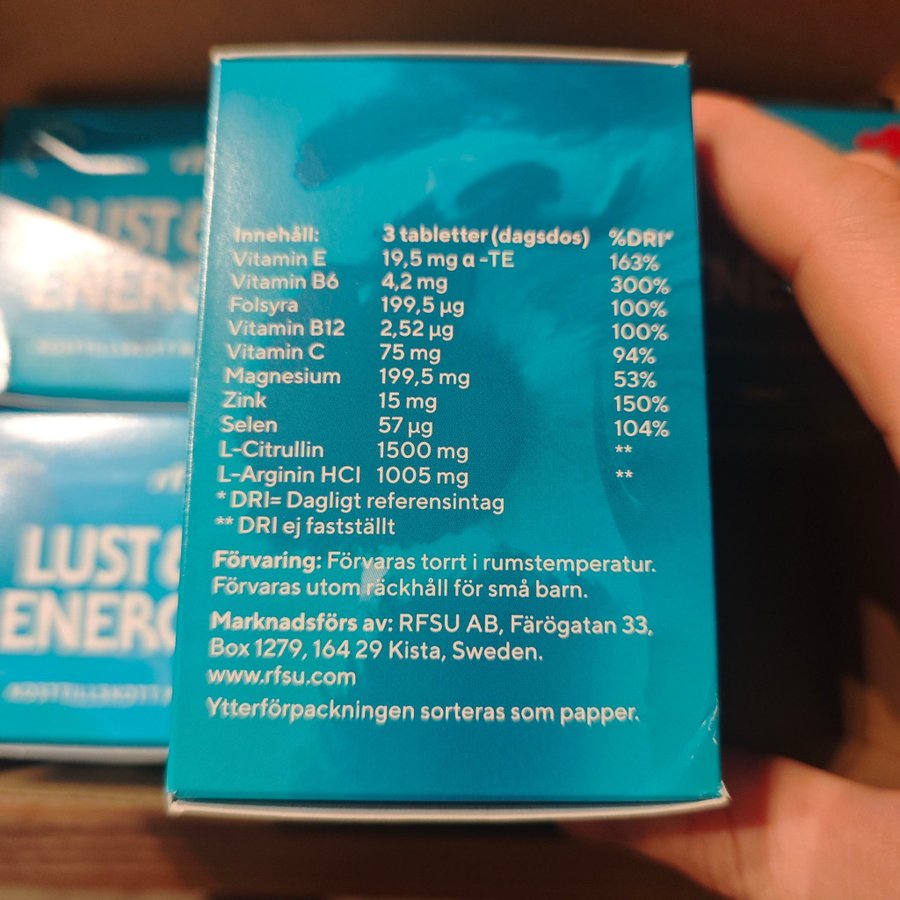 Innehåll: 3 tabletter (dagsdos) %DRI*
Vitamin E 19,5 mg α -TE 163%
Vitamin B6 4,2 mg 300%
Folsyra 199,5 µg 100%
Vitamin B12 2,52 µg 100%
Vitamin C 75 mg 94%
Magnesium 199,5 mg 53%
Zink 15 mg 150%
Selen 57 µg 104%
L-Citrullin 1500 mg **
L-Arginin HCl 1005 mg **
* DRI= Dagligt referensintag
** DRI ej fastställt
Förvaring: Förvaras torrt i rumstemperatur.
Förvaras utom räckhåll för små barn.
Marknadsförs av: RFSU AB, Färögatan 33,
Box 1279, 164 29 Kista, Sweden.
www.rfsu.com
Ytterförpackningen sorteras som papper.
LUST &
ENERG
LUST &
ENERG
KOSTTILLSKOTT